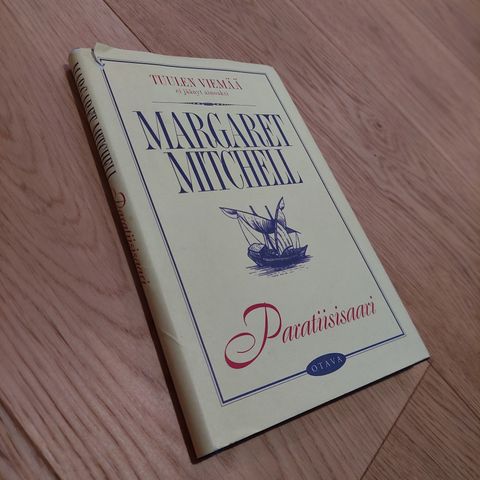 TUULEN VIEMÄÄ
ei jäänyt ainoaksi
MARGARET
MITCHELL
Paratiisisaari
OTAVA
MARGARET MITCHELL Paratiisisaari